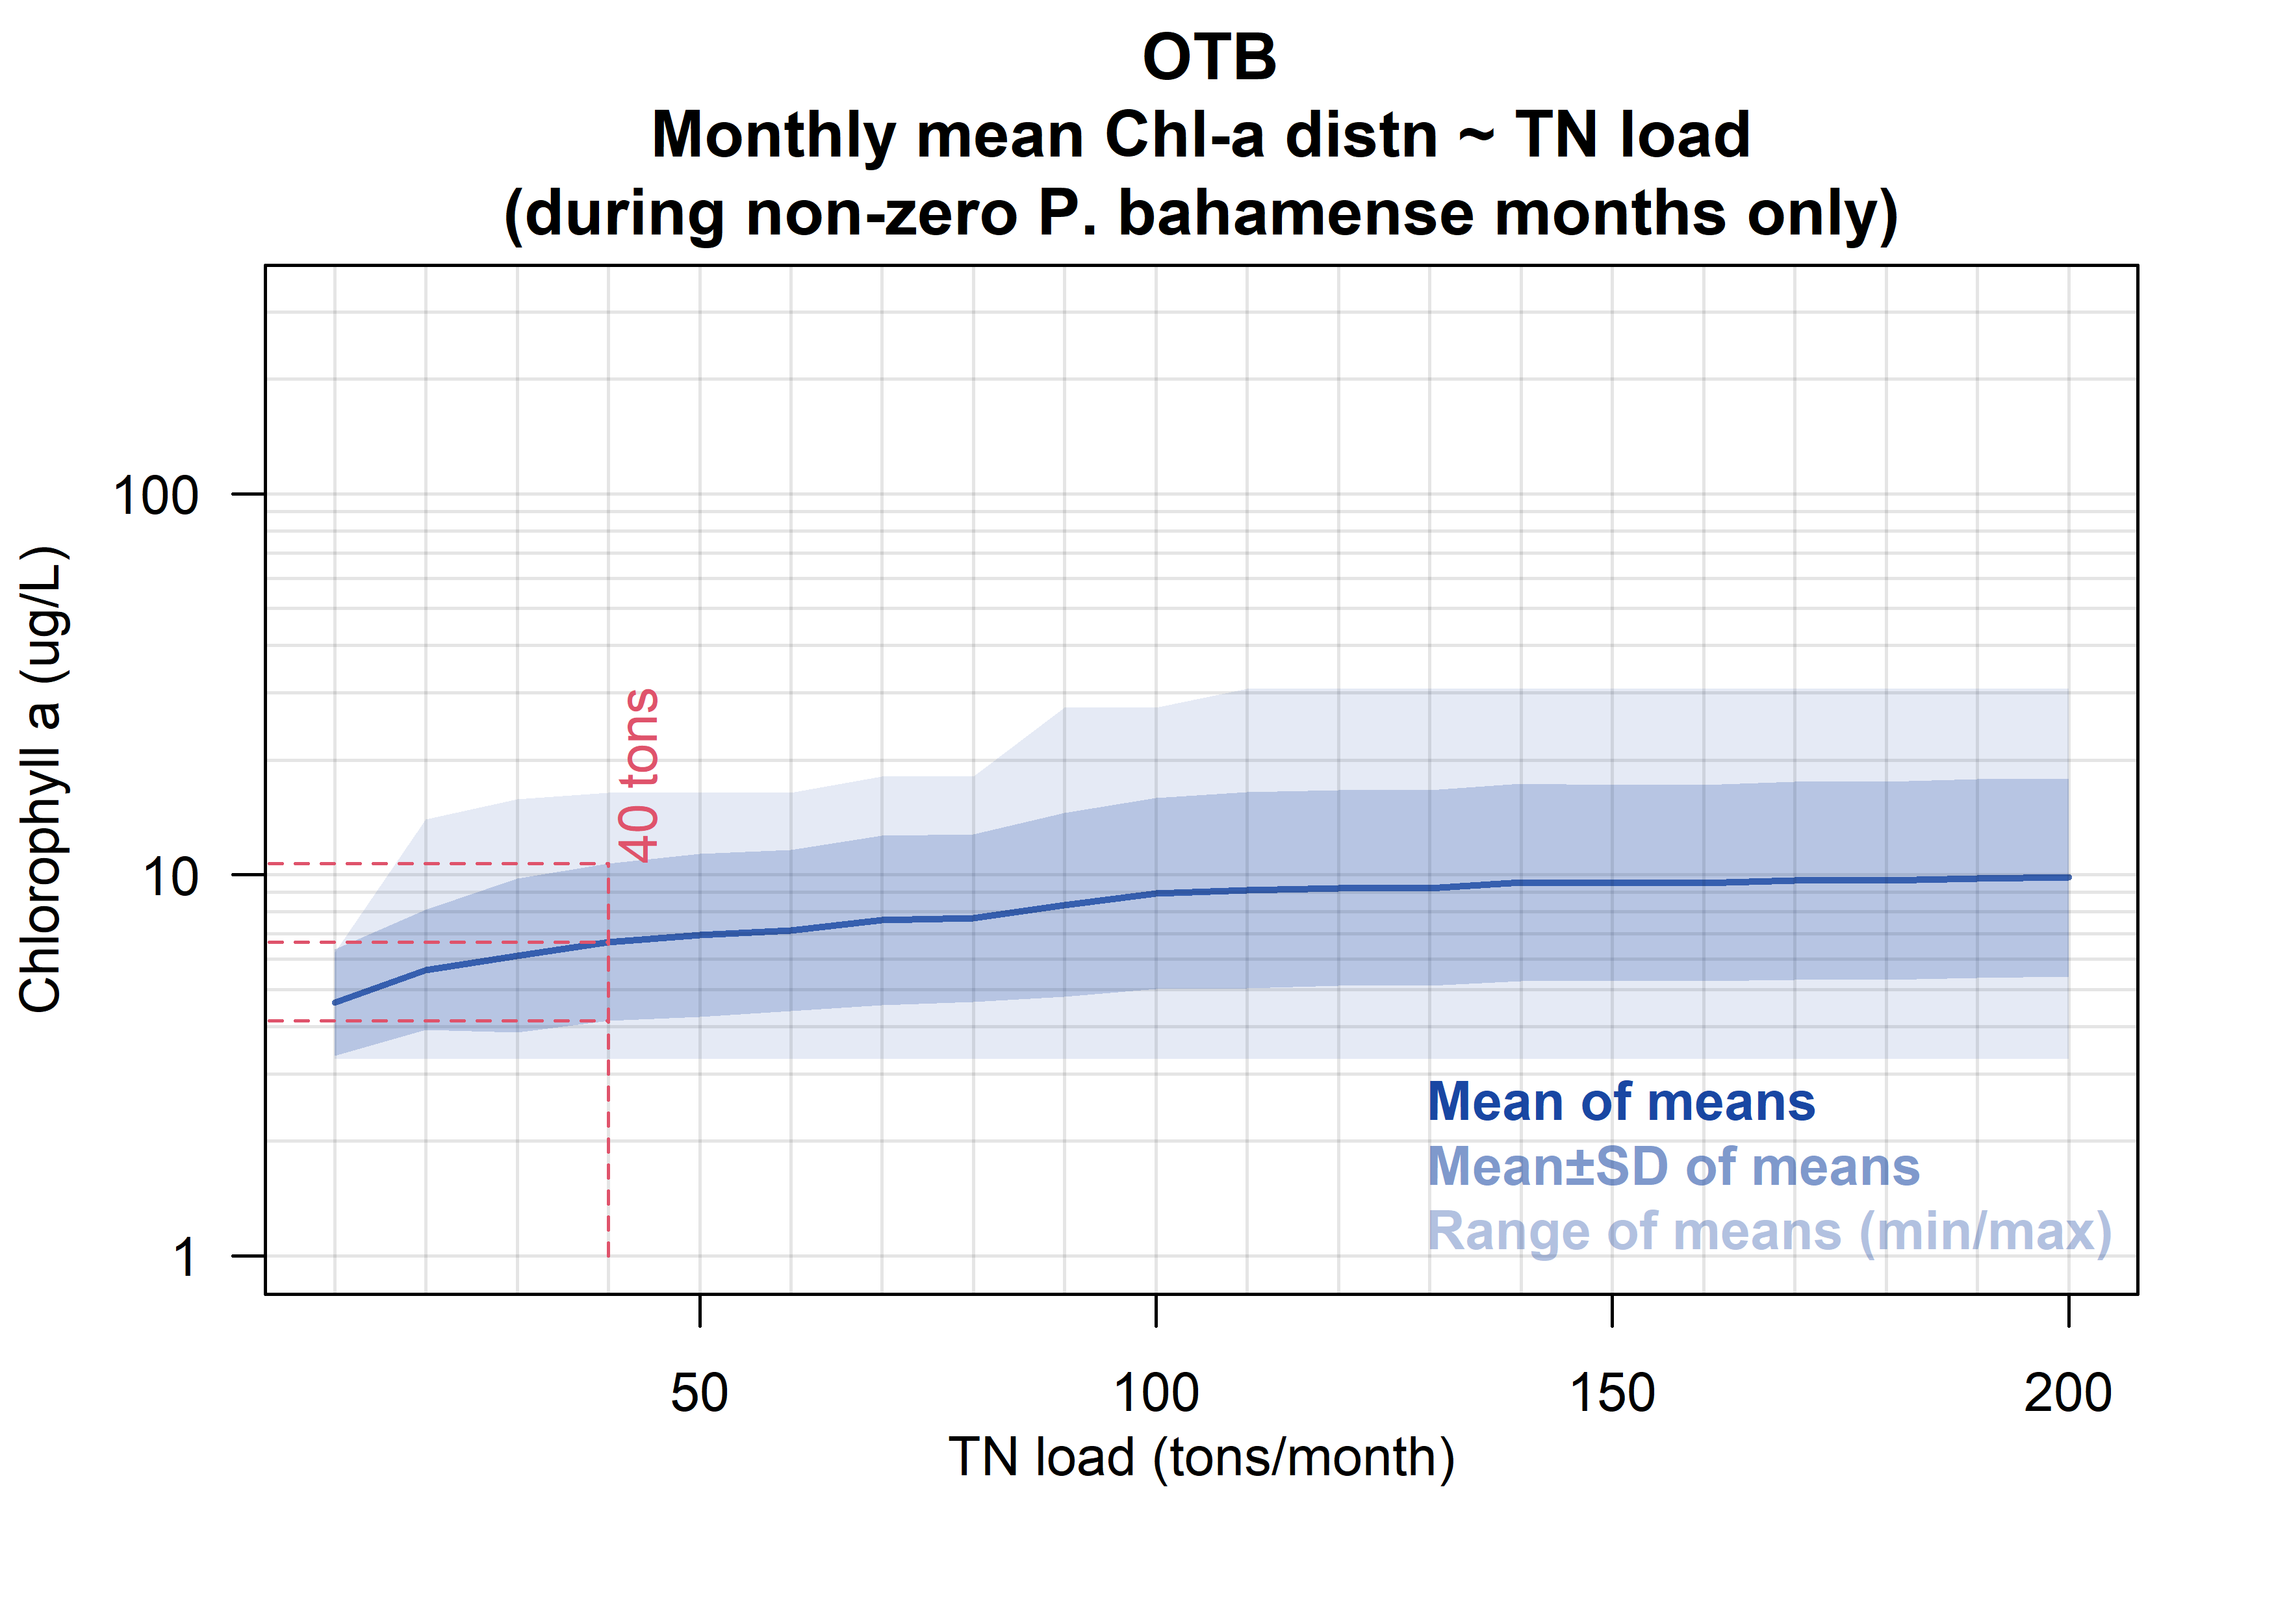 OTB
Monthly mean Chl-a distn ~ TN load
(during non-zero P. bahamense months only)
Chlorophyll a (ug/L)
100
10
1
40 tons
Mean of means
Mean±SD of means
Range of means (min/max)
50
100
150
200
TN load (tons/month)